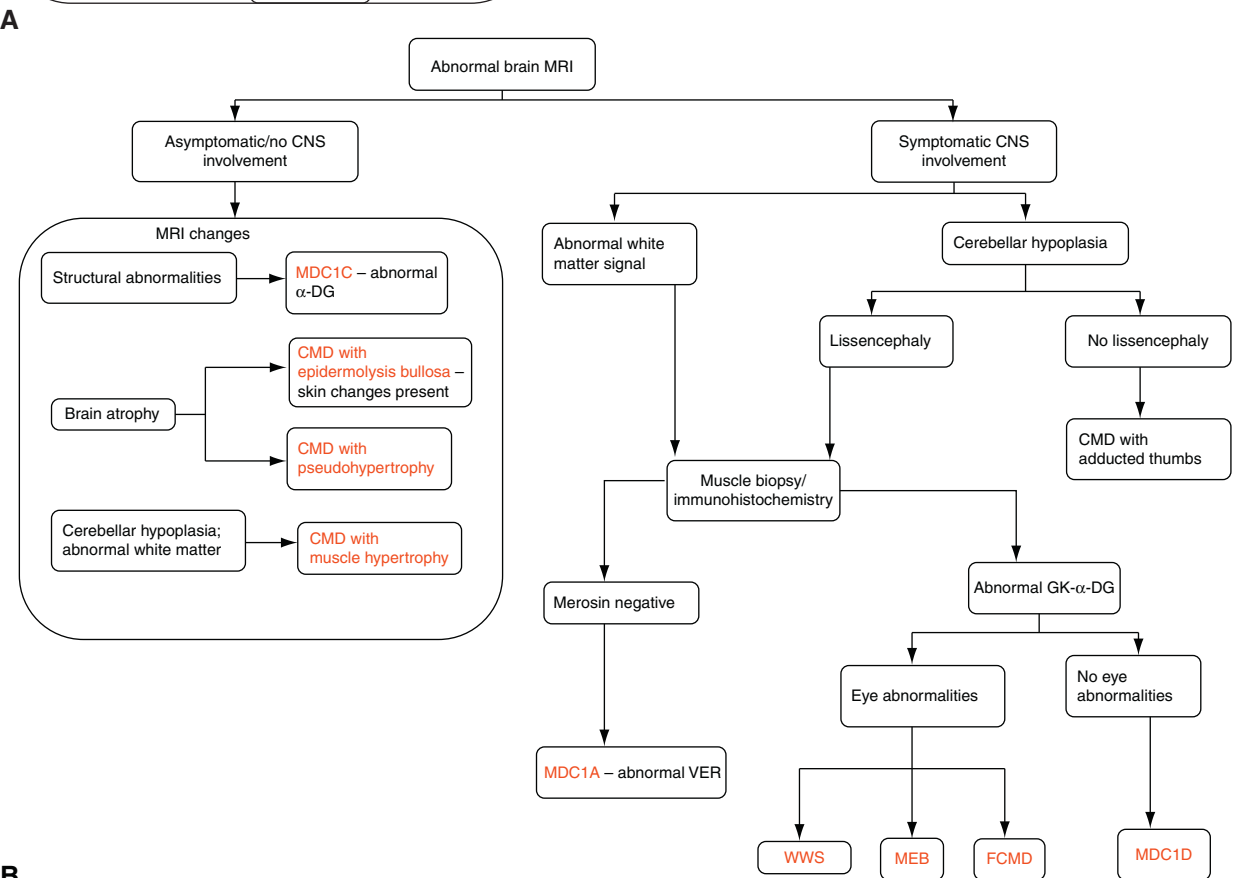 A
Abnormal brain MRI
Asymptomatic/no CNS
involvement
Symptomatic CNS
involvement
MRI changes
Structural abnormalities
MDC1C – abnormal
α-DG
Brain atrophy
CMD with
epidermolysis bullosa –
skin changes present
CMD with
pseudohypertrophy
Cerebellar hypoplasia;
abnormal white matter
CMD with
muscle hypertrophy
Abnormal white
matter signal
Cerebellar hypoplasia
Lissencephaly
No lissencephaly
CMD with
adducted thumbs
Muscle biopsy/
immunohistochemistry
Merosin negative
Abnormal GK-α-DG
MDC1A – abnormal VER
Eye abnormalities
No eye
abnormalities
WWS
MEB
FCMD
MDC1D
B